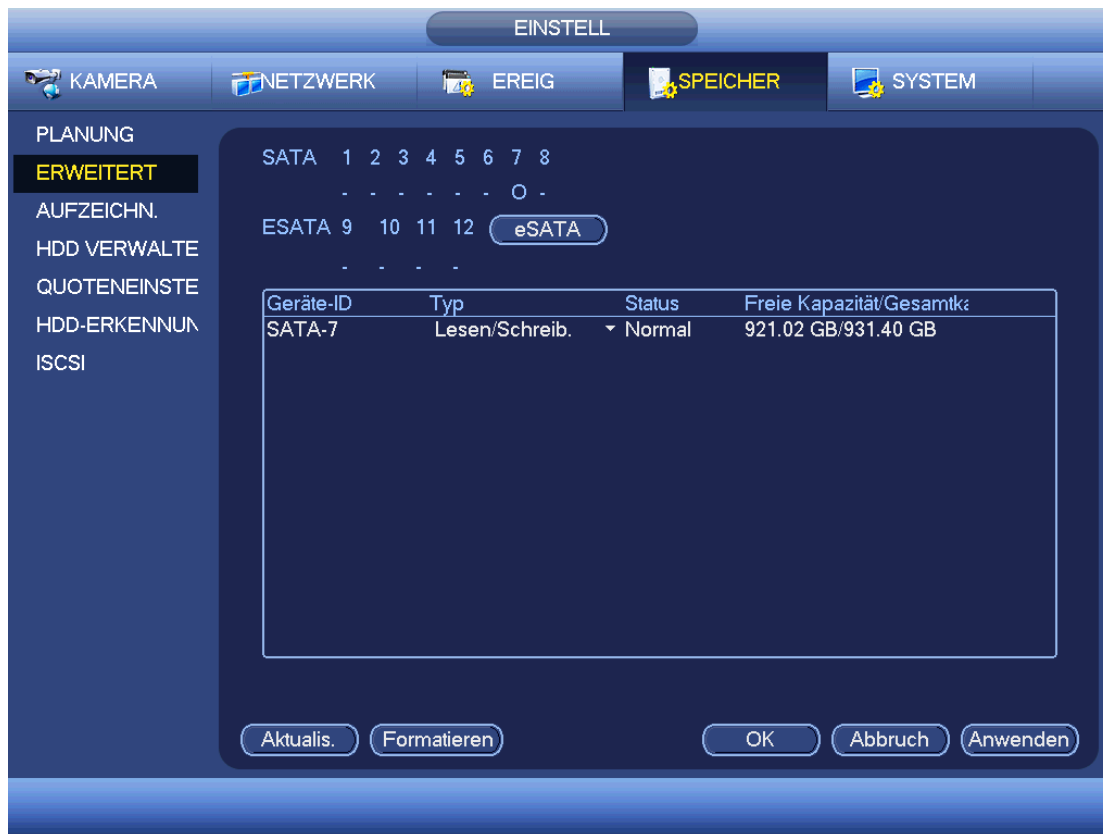 EINSTELL
KAMERA NETZWERK EREIG SPEICHER SYSTEM
PLANUNG
ERWEITERT
AUFZEICHN.
HDD VERWALTE
QUOTENEINSTE
HDD-ERKENNUN
ISCSI
SATA 1 2 3 4 5 6 7 8
- - - - - - O -
ESATA 9 10 11 12 eSATA
- - - -
Geräte-ID Typ Status Freie Kapazität/Gesamtka
SATA-7 Lesen/Schreib. Normal 921.02 GB/931.40 GB
Aktualis. Formatieren OK Abbruch Anwenden